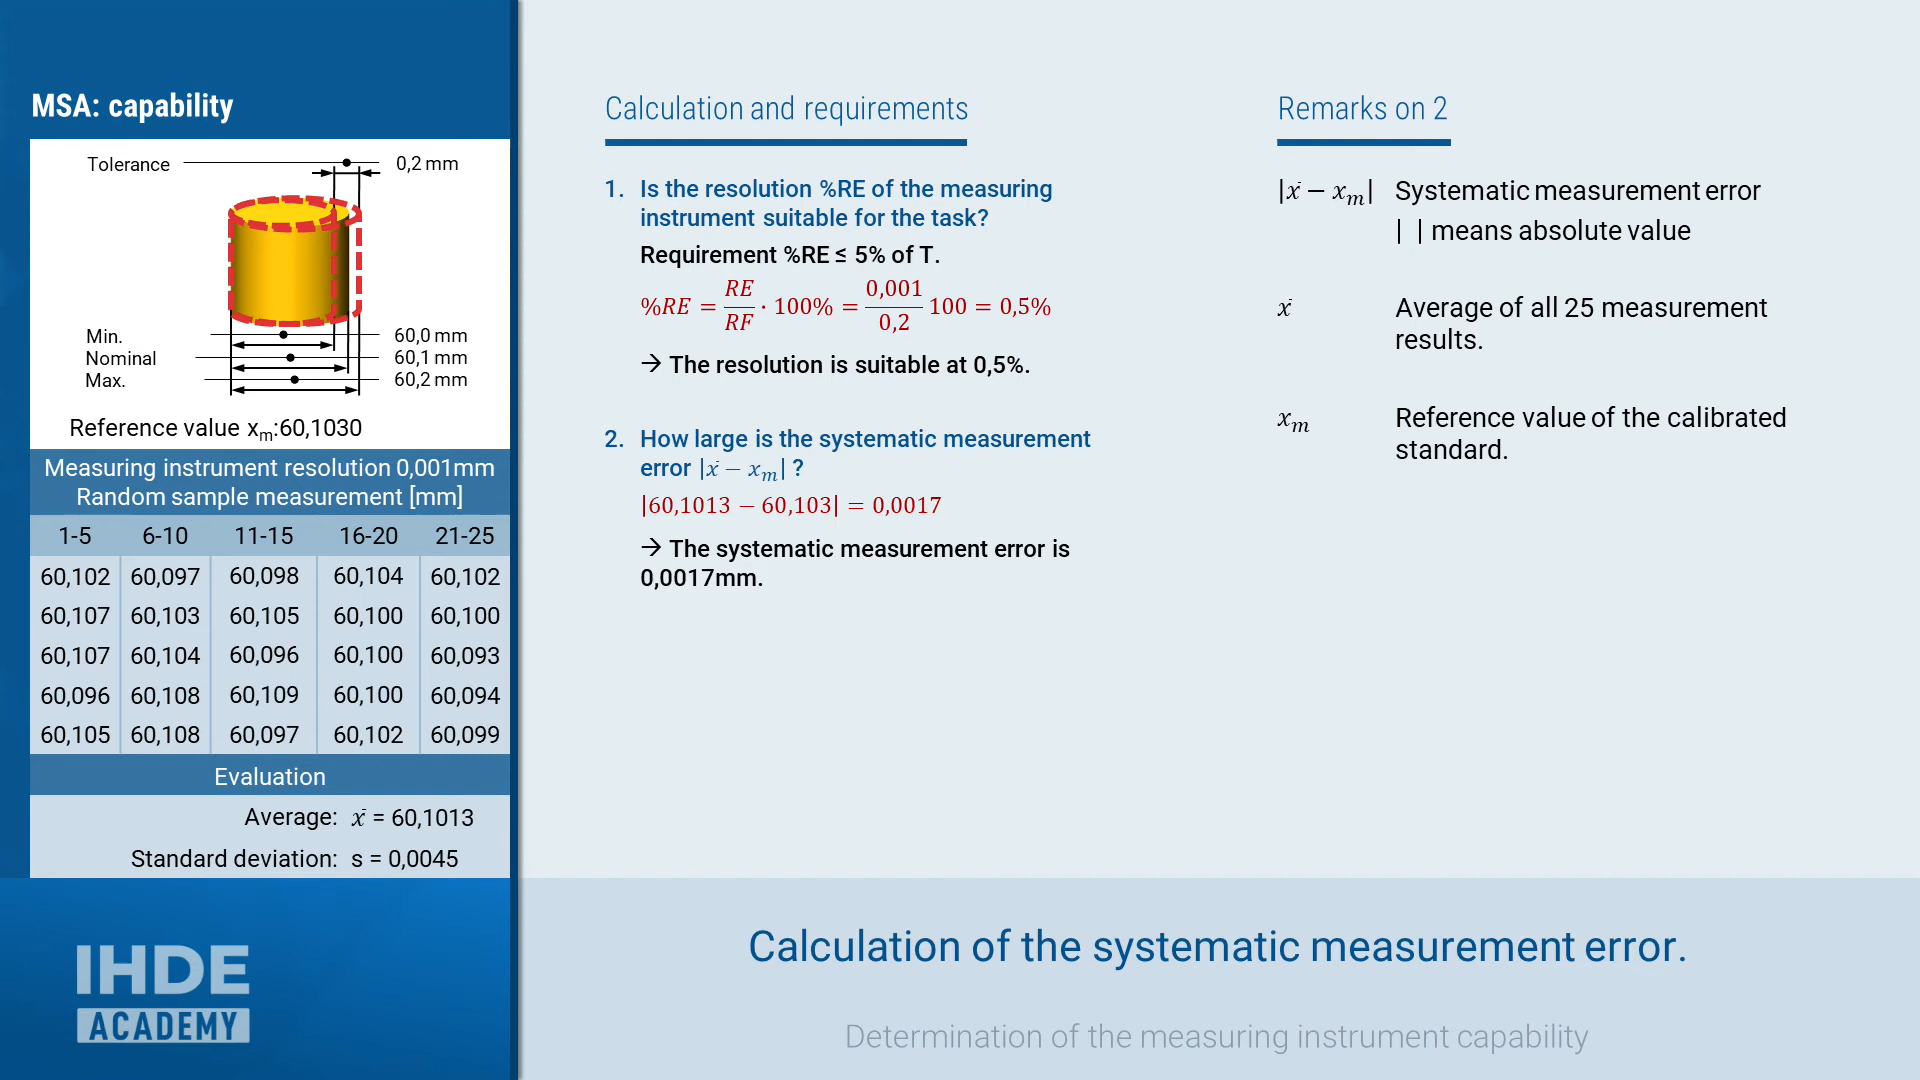 MSA: capability
Tolerance 0,2 mm
Min. 60,0 mm
Nominal 60,1 mm
Max. 60,2 mm
Reference value xₘ:60,1030
Measuring instrument resolution 0,001mm
Random sample measurement [mm]
1-5 6-10 11-15 16-20 21-25
60,102 60,097 60,098 60,104 60,102
60,107 60,103 60,105 60,100 60,100
60,107 60,104 60,096 60,100 60,093
60,096 60,108 60,109 60,100 60,094
60,105 60,108 60,097 60,102 60,099
Evaluation
Average: x̄ = 60,1013
Standard deviation: s = 0,0045
IHDE
ACADEMY
Calculation and requirements
1. Is the resolution %RE of the measuring
instrument suitable for the task?
Requirement %RE ≤ 5% of T.
%RE = RE/RF · 100% = 0,001/0,2 100 = 0,5%
→ The resolution is suitable at 0,5%.
2. How large is the systematic measurement
error |x̄ − xₘ| ?
|60,1013 − 60,103| = 0,0017
→ The systematic measurement error is
0,0017mm.
Remarks on 2
|x̄ − xₘ| Systematic measurement error
| | means absolute value
x̄ Average of all 25 measurement
results.
xₘ Reference value of the calibrated
standard.
Calculation of the systematic measurement error.
Determination of the measuring instrument capability